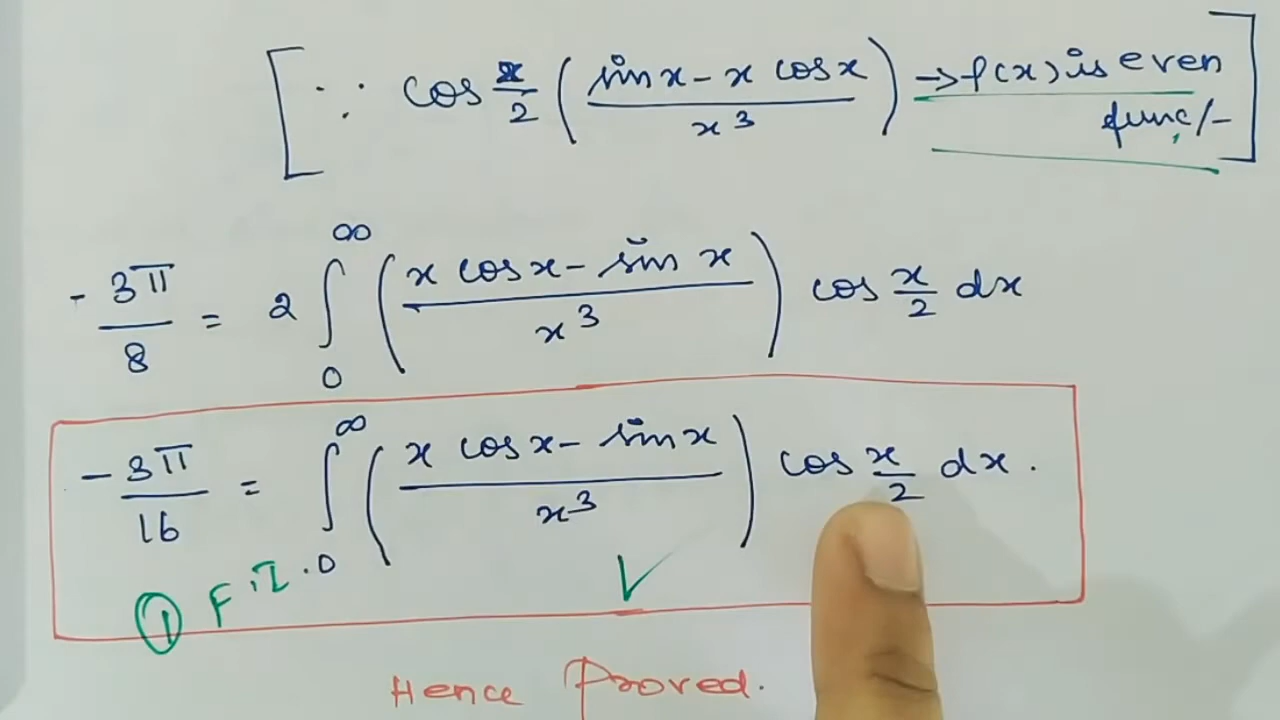 [∵ cos x/2 ( (sin x - x cos x) / x³ ) → f(x) is even
func/-]
- 3π/8 = 2 ∫₀^∞ ( (x cos x - sin x) / x³ ) cos x/2 dx
- 3π/16 = ∫₀^∞ ( (x cos x - sin x) / x³ ) cos x/2 dx.
① F.I.
Hence Proved.